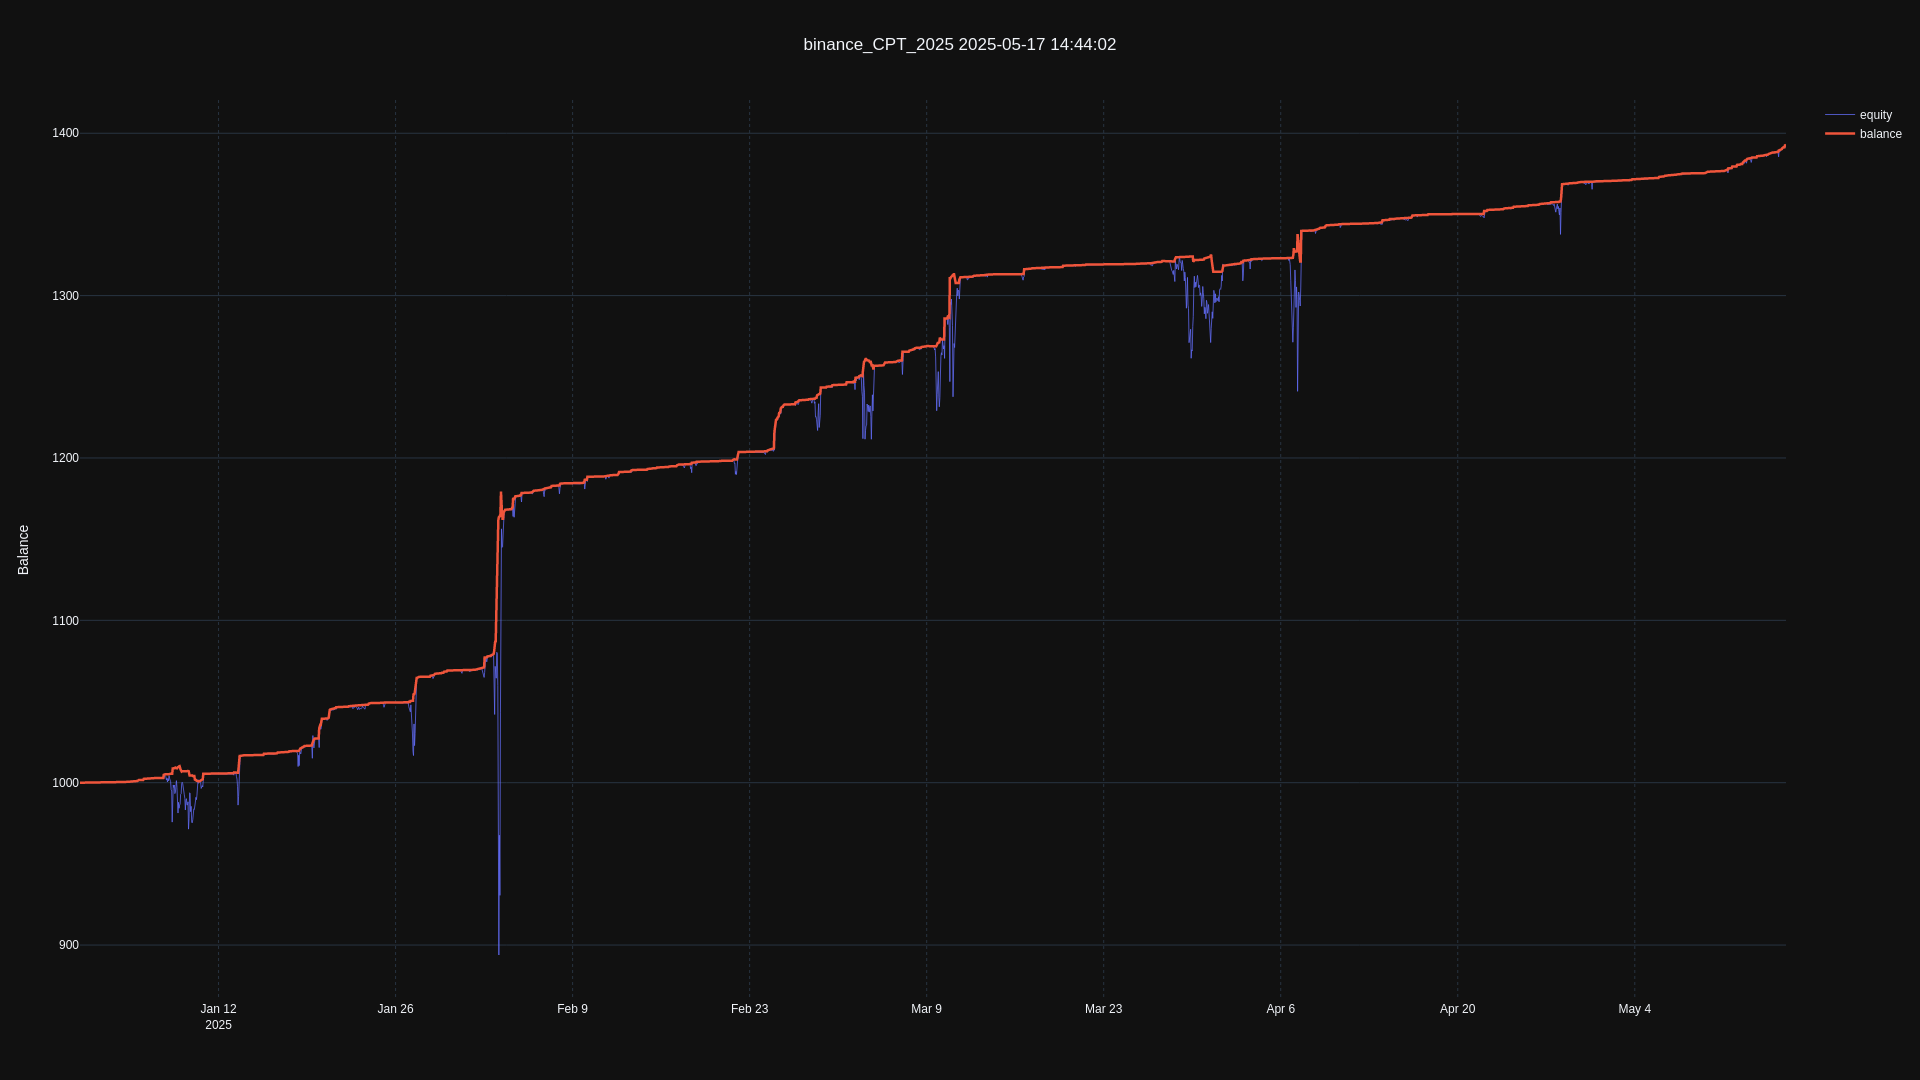 binance_CPT_2025 2025-05-17 14:44:02
equity
balance
1400
1300
1200
1100
1000
900
Balance
Jan 12
2025
Jan 26
Feb 9
Feb 23
Mar 9
Mar 23
Apr 6
Apr 20
May 4